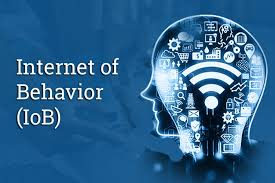 Internet of
Behavior
(IoB)